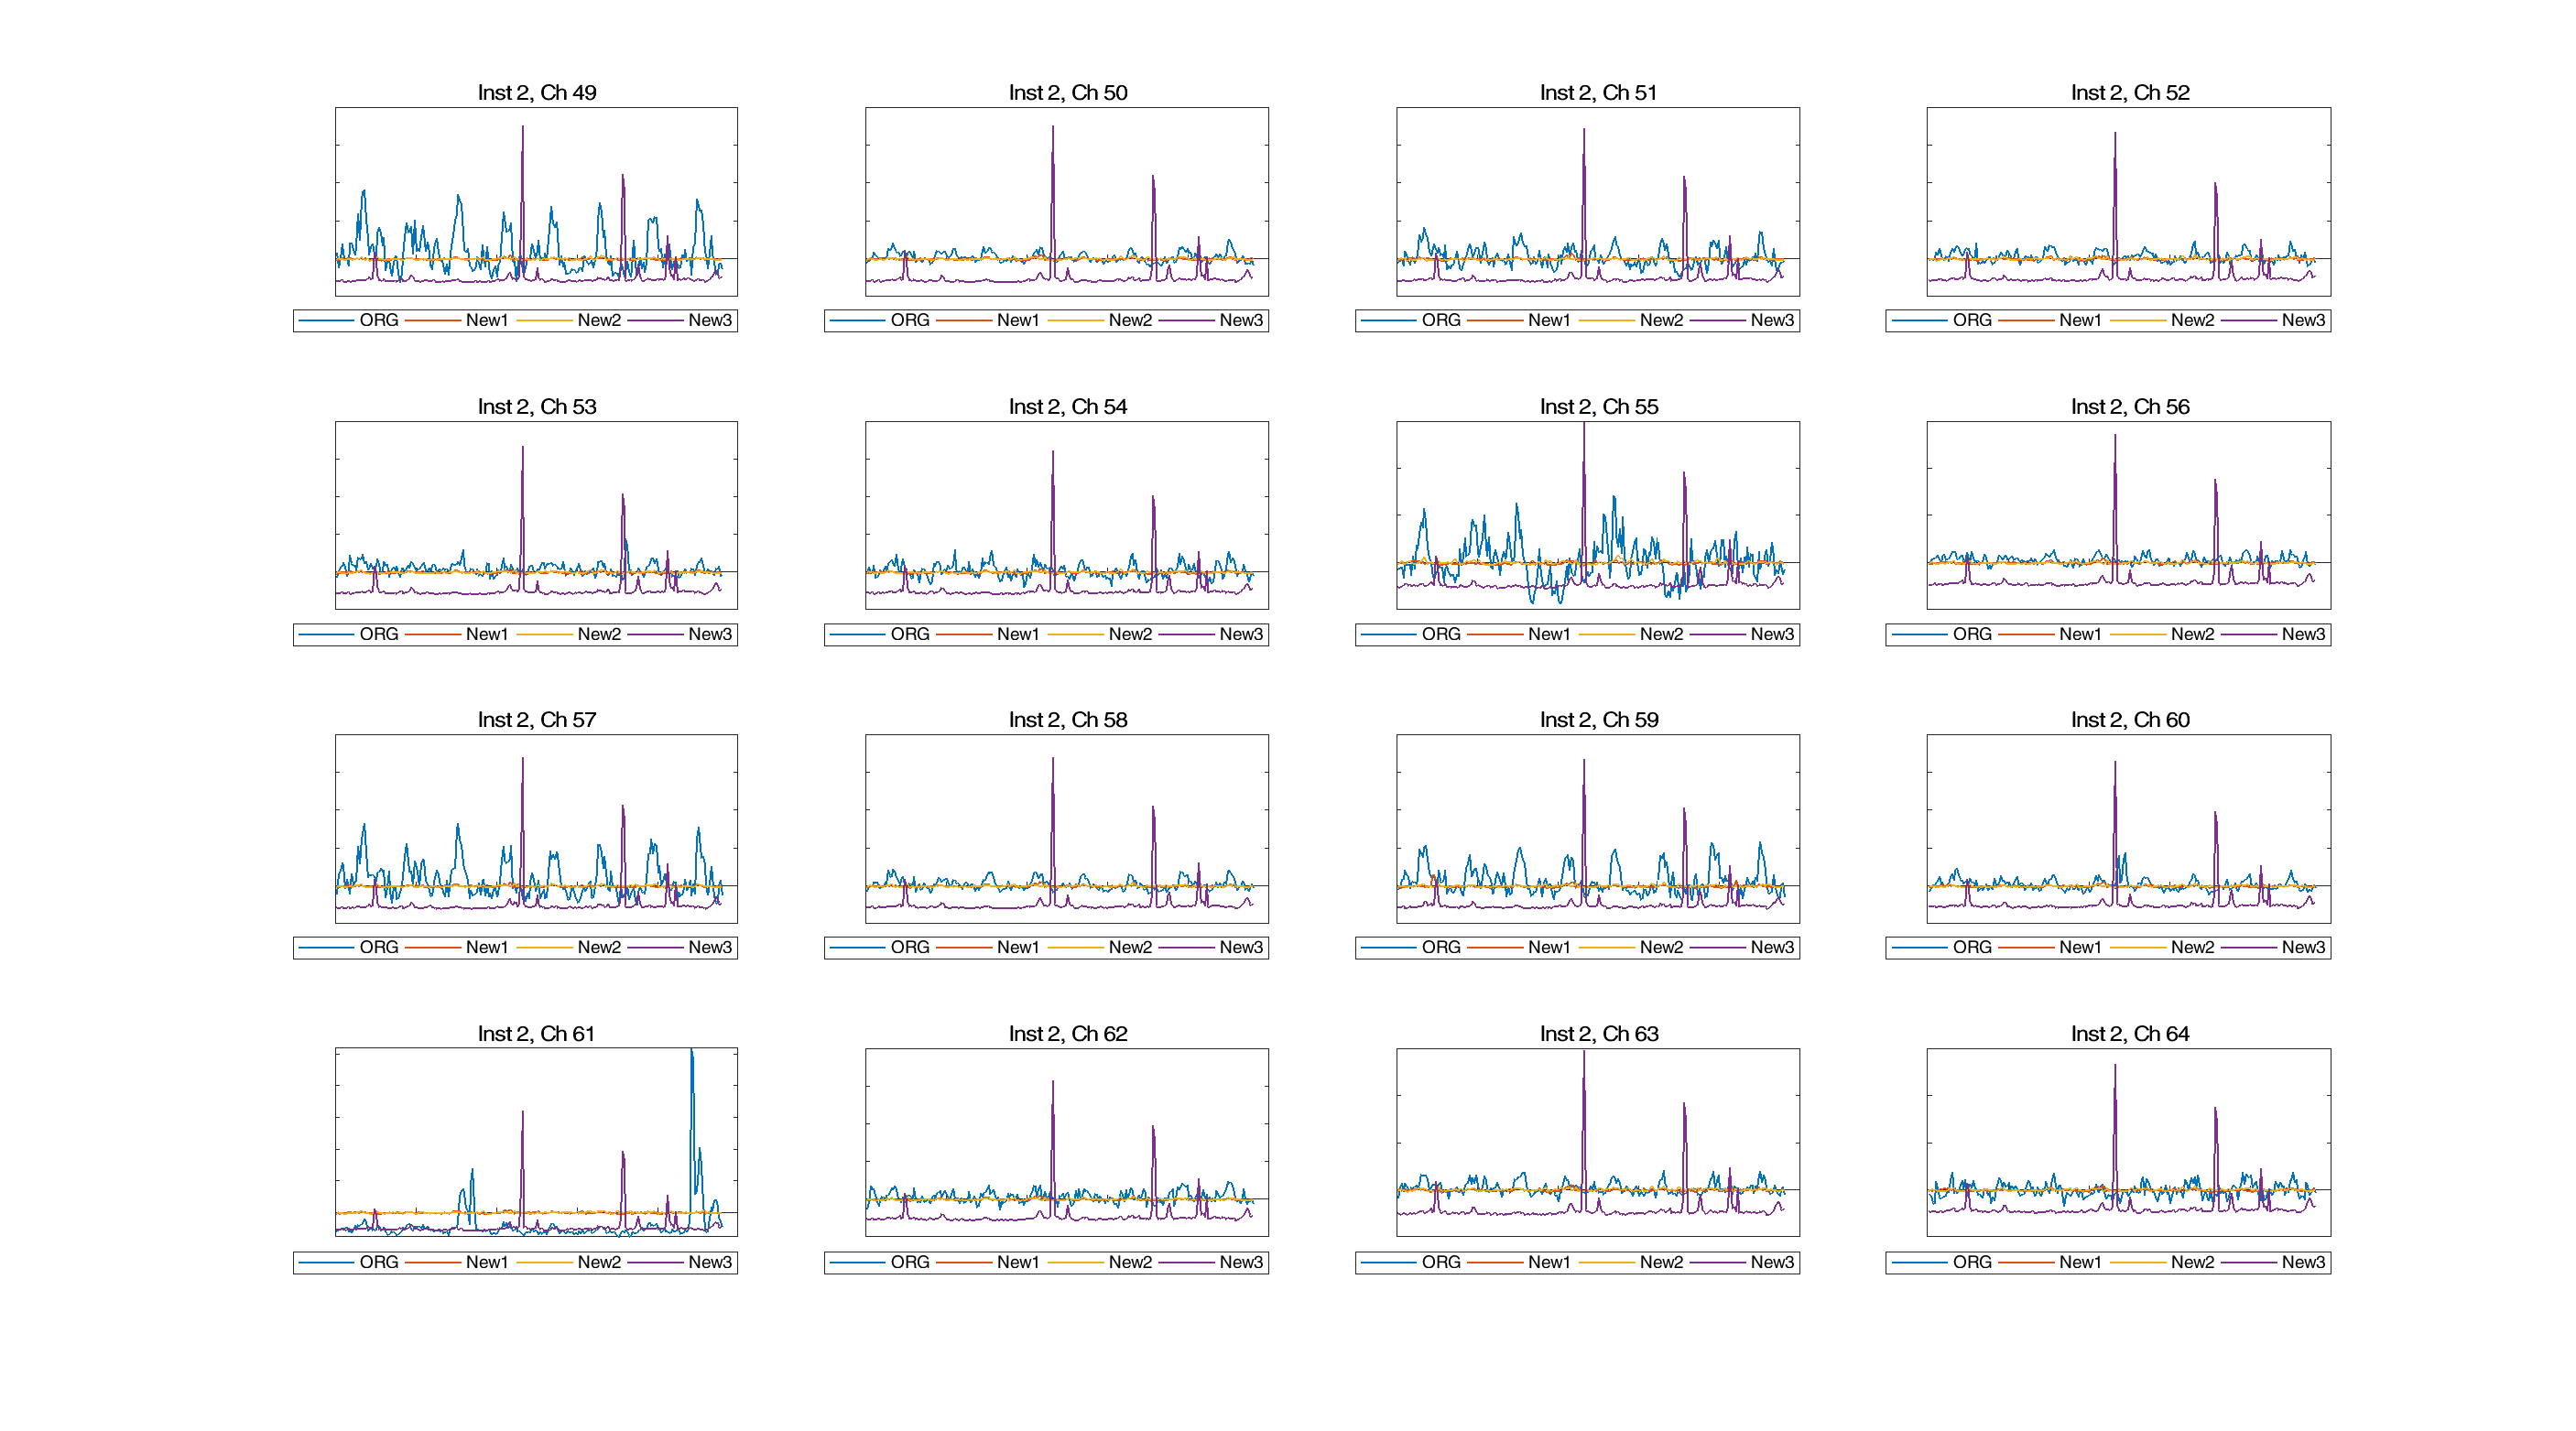 Inst 2, Ch 49
Inst 2, Ch 50
Inst 2, Ch 51
Inst 2, Ch 52
ORG New1 New2 New3
ORG New1 New2 New3
ORG New1 New2 New3
ORG New1 New2 New3
Inst 2, Ch 53
Inst 2, Ch 54
Inst 2, Ch 55
Inst 2, Ch 56
ORG New1 New2 New3
ORG New1 New2 New3
ORG New1 New2 New3
ORG New1 New2 New3
Inst 2, Ch 57
Inst 2, Ch 58
Inst 2, Ch 59
Inst 2, Ch 60
ORG New1 New2 New3
ORG New1 New2 New3
ORG New1 New2 New3
ORG New1 New2 New3
Inst 2, Ch 61
Inst 2, Ch 62
Inst 2, Ch 63
Inst 2, Ch 64
ORG New1 New2 New3
ORG New1 New2 New3
ORG New1 New2 New3
ORG New1 New2 New3